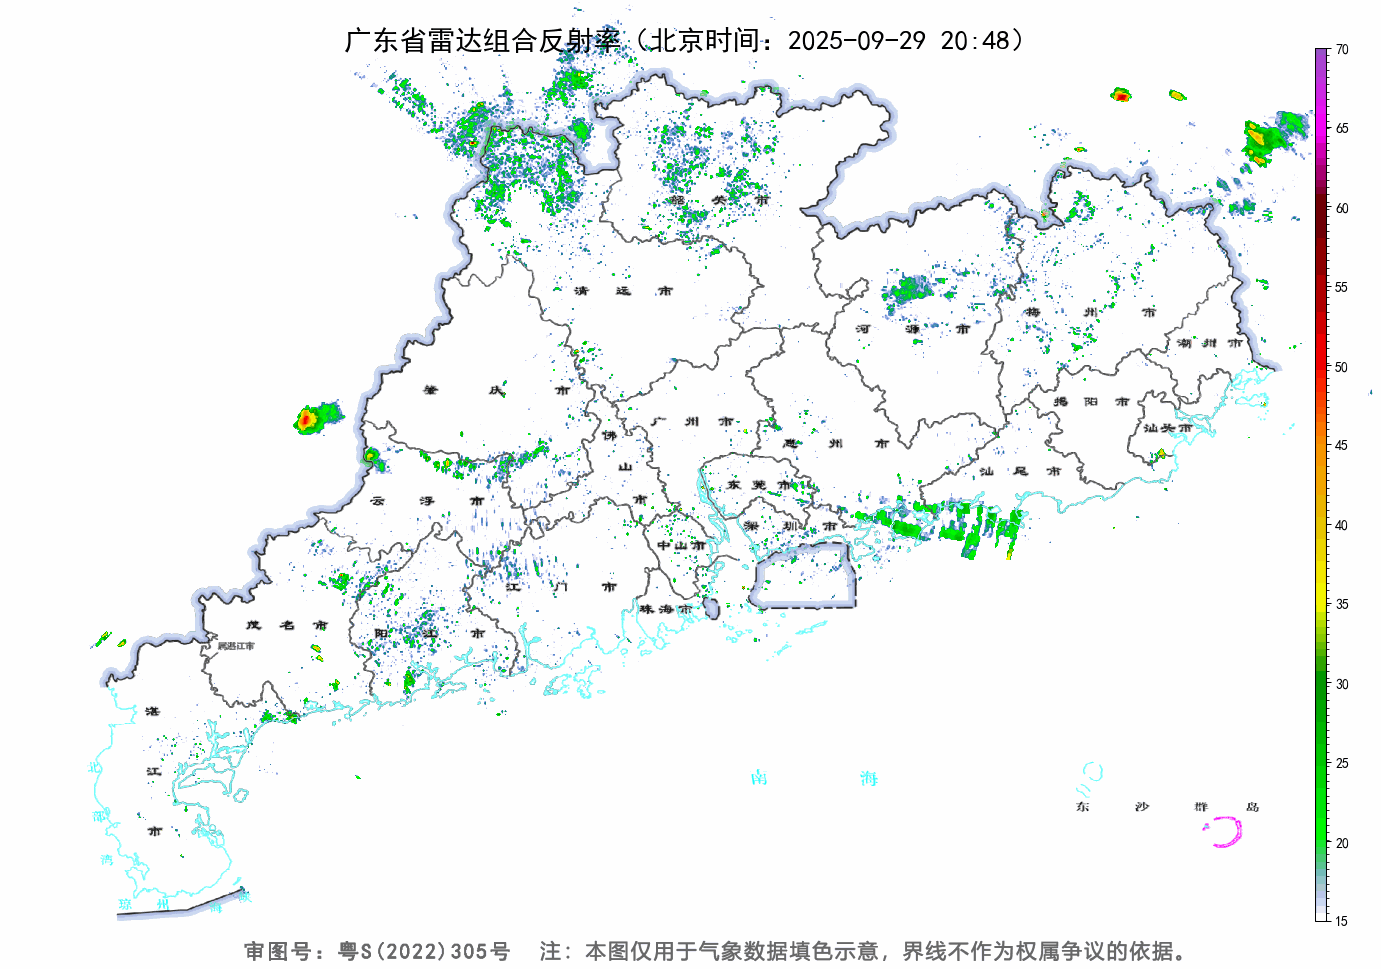 广东省雷达组合反射率（北京时间：2025-09-29 20:48）
70
65
60
55
50
45
40
35
30
25
20
15
韶关市
清远市
河源市
梅州市
潮州市
肇庆市
广州市
佛山市
惠州市
揭阳市
汕头市
汕尾市
云浮市
东莞市
深圳市
中山市
江门市
珠海市
茂名市
阳江市
属湛江市
湛江市
北部湾
琼州海峡
南海
东沙群岛
审图号：粤S(2022)305号 注：本图仅用于气象数据填色示意，界线不作为权属争议的依据。